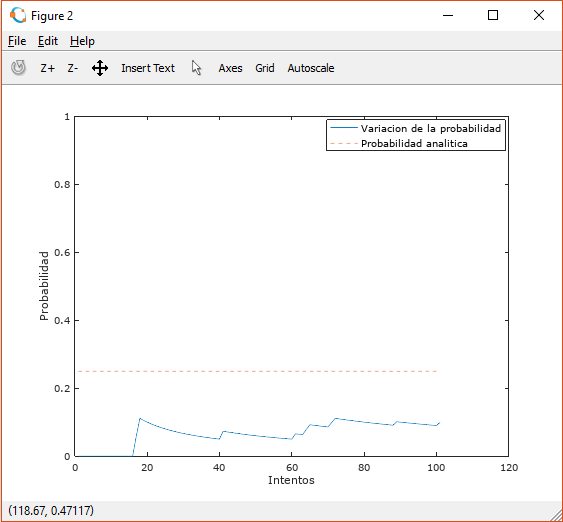 Figure 2
File Edit Help
Z+ Z- Insert Text Axes Grid Autoscale
Variacion de la probabilidad
Probabilidad analitica
1
0.8
0.6
0.4
0.2
0
Probabilidad
0 20 40 60 80 100 120
Intentos
(118.67, 0.47117)